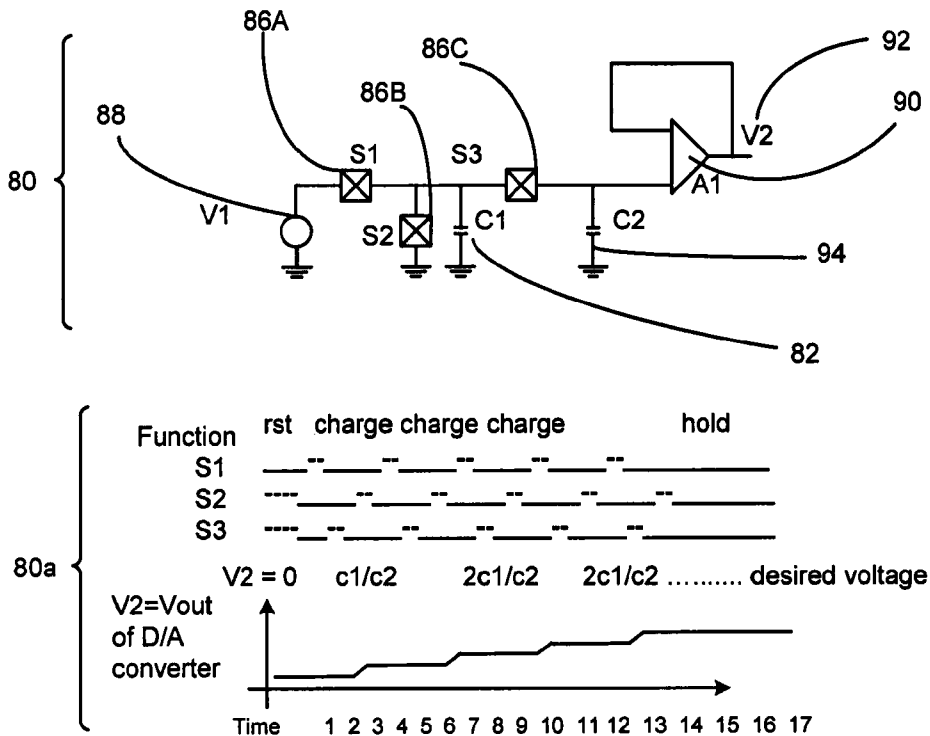 86A
80
86C
92
86B
88
90
S1
S3
V2
V1
S2
C1
C2
A1
94
82
80a
Function
rst charge charge charge hold
S1
S2
S3
V2 = 0 c1/c2 2c1/c2 2c1/c2 …....... desired voltage
V2=Vout
of D/A
converter
Time 1 2 3 4 5 6 7 8 9 10 11 12 13 14 15 16 17